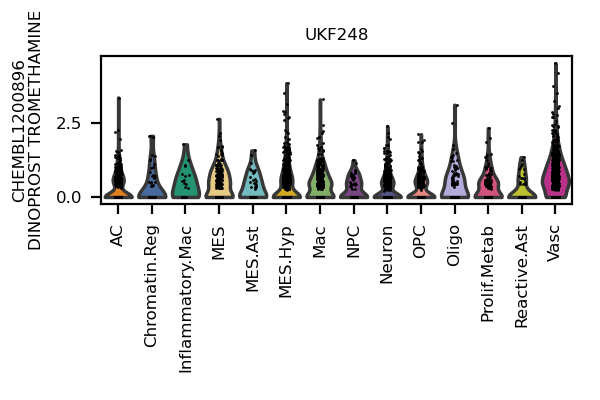 UKF248
CHEMBL1200896
DINOPROST TROMETHAMINE
2.5
0.0
AC
Chromatin.Reg
Inflammatory.Mac
MES
MES.Ast
MES.Hyp
Mac
NPC
Neuron
OPC
Oligo
Prolif.Metab
Reactive.Ast
Vasc